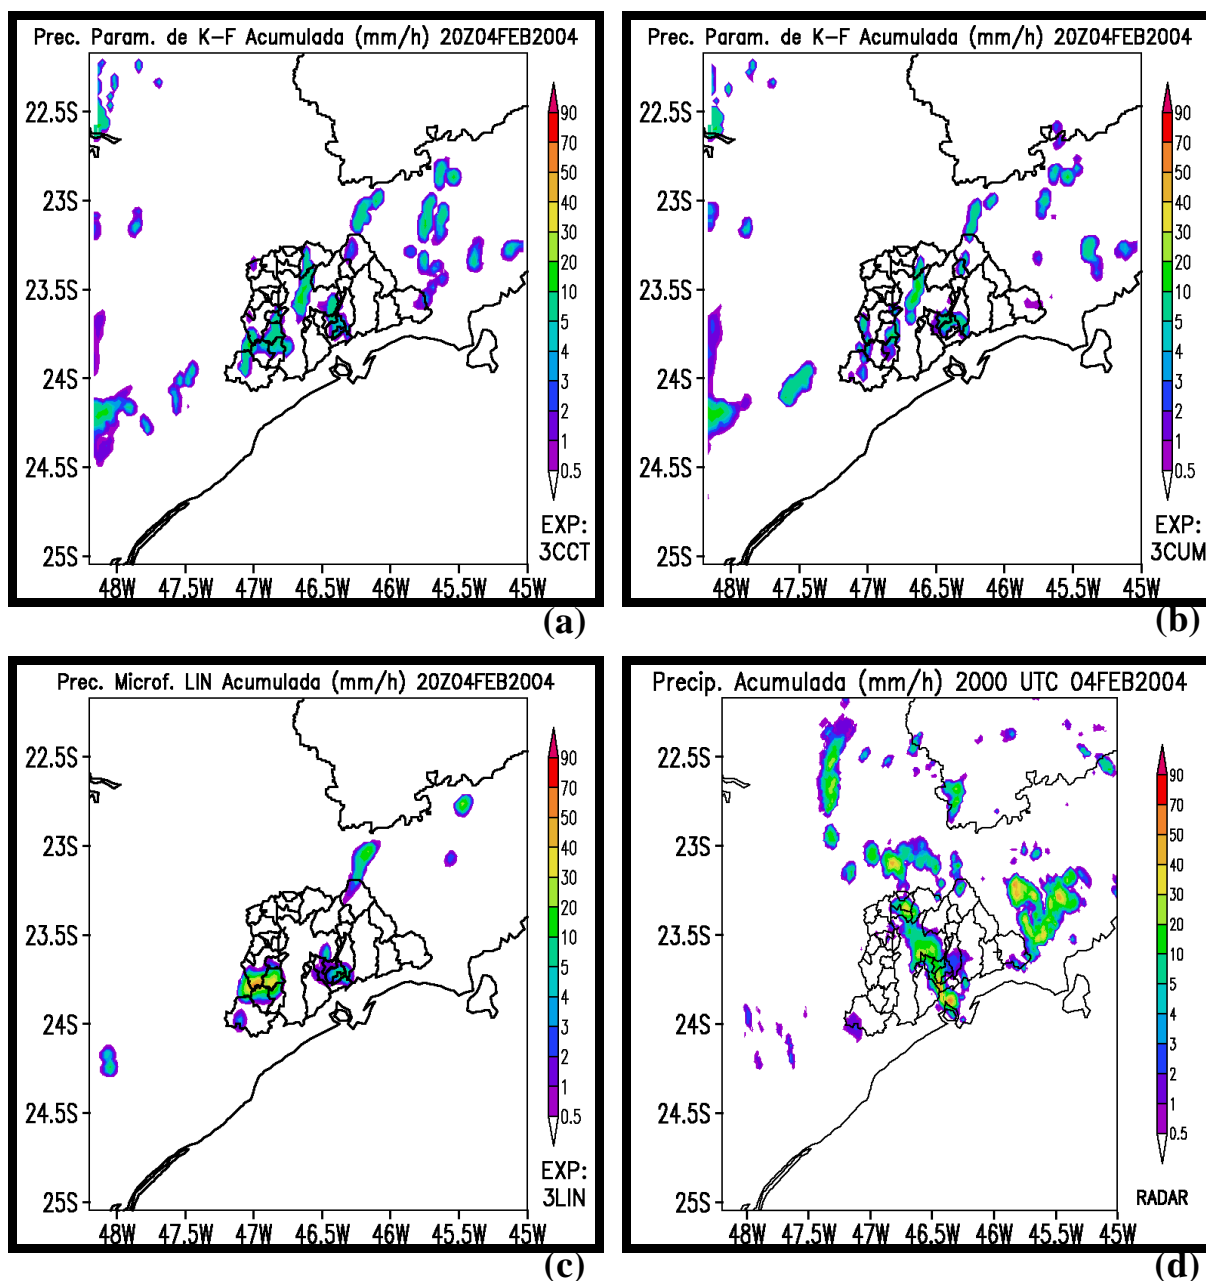 Prec. Param. de K-F Acumulada (mm/h) 20Z04FEB2004
22.5S
23S
23.5S
24S
24.5S
25S
48W 47.5W 47W 46.5W 46W 45.5W 45W
90
70
50
40
30
20
10
5
4
3
2
1
0.5
EXP:
3CCT
(a)
Prec. Param. de K-F Acumulada (mm/h) 20Z04FEB2004
22.5S
23S
23.5S
24S
24.5S
25S
48W 47.5W 47W 46.5W 46W 45.5W 45W
90
70
50
40
30
20
10
5
4
3
2
1
0.5
EXP:
3CUM
(b)
Prec. Microf. LIN Acumulada (mm/h) 20Z04FEB2004
22.5S
23S
23.5S
24S
24.5S
25S
48W 47.5W 47W 46.5W 46W 45.5W 45W
90
70
50
40
30
20
10
5
4
3
2
1
0.5
EXP:
3LIN
(c)
Precip. Acumulada (mm/h) 2000 UTC 04FEB2004
22.5S
23S
23.5S
24S
24.5S
25S
48W 47.5W 47W 46.5W 46W 45.5W 45W
90
70
50
40
30
20
10
5
4
3
2
1
0.5
RADAR
(d)